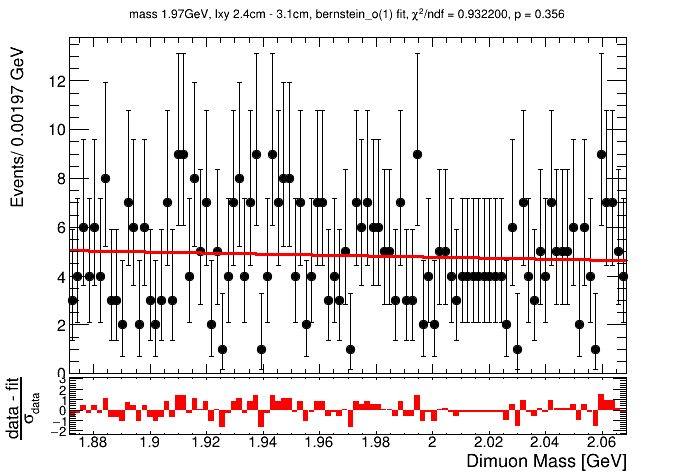 mass 1.97GeV, lxy 2.4cm - 3.1cm, bernstein_o(1) fit, χ²/ndf = 0.932200, p = 0.356
Events/ 0.00197 GeV
12
10
8
6
4
2
0
data - fit
σdata
3
2
1
0
−1
−2
1.88 1.9 1.92 1.94 1.96 1.98 2 2.02 2.04 2.06
Dimuon Mass [GeV]